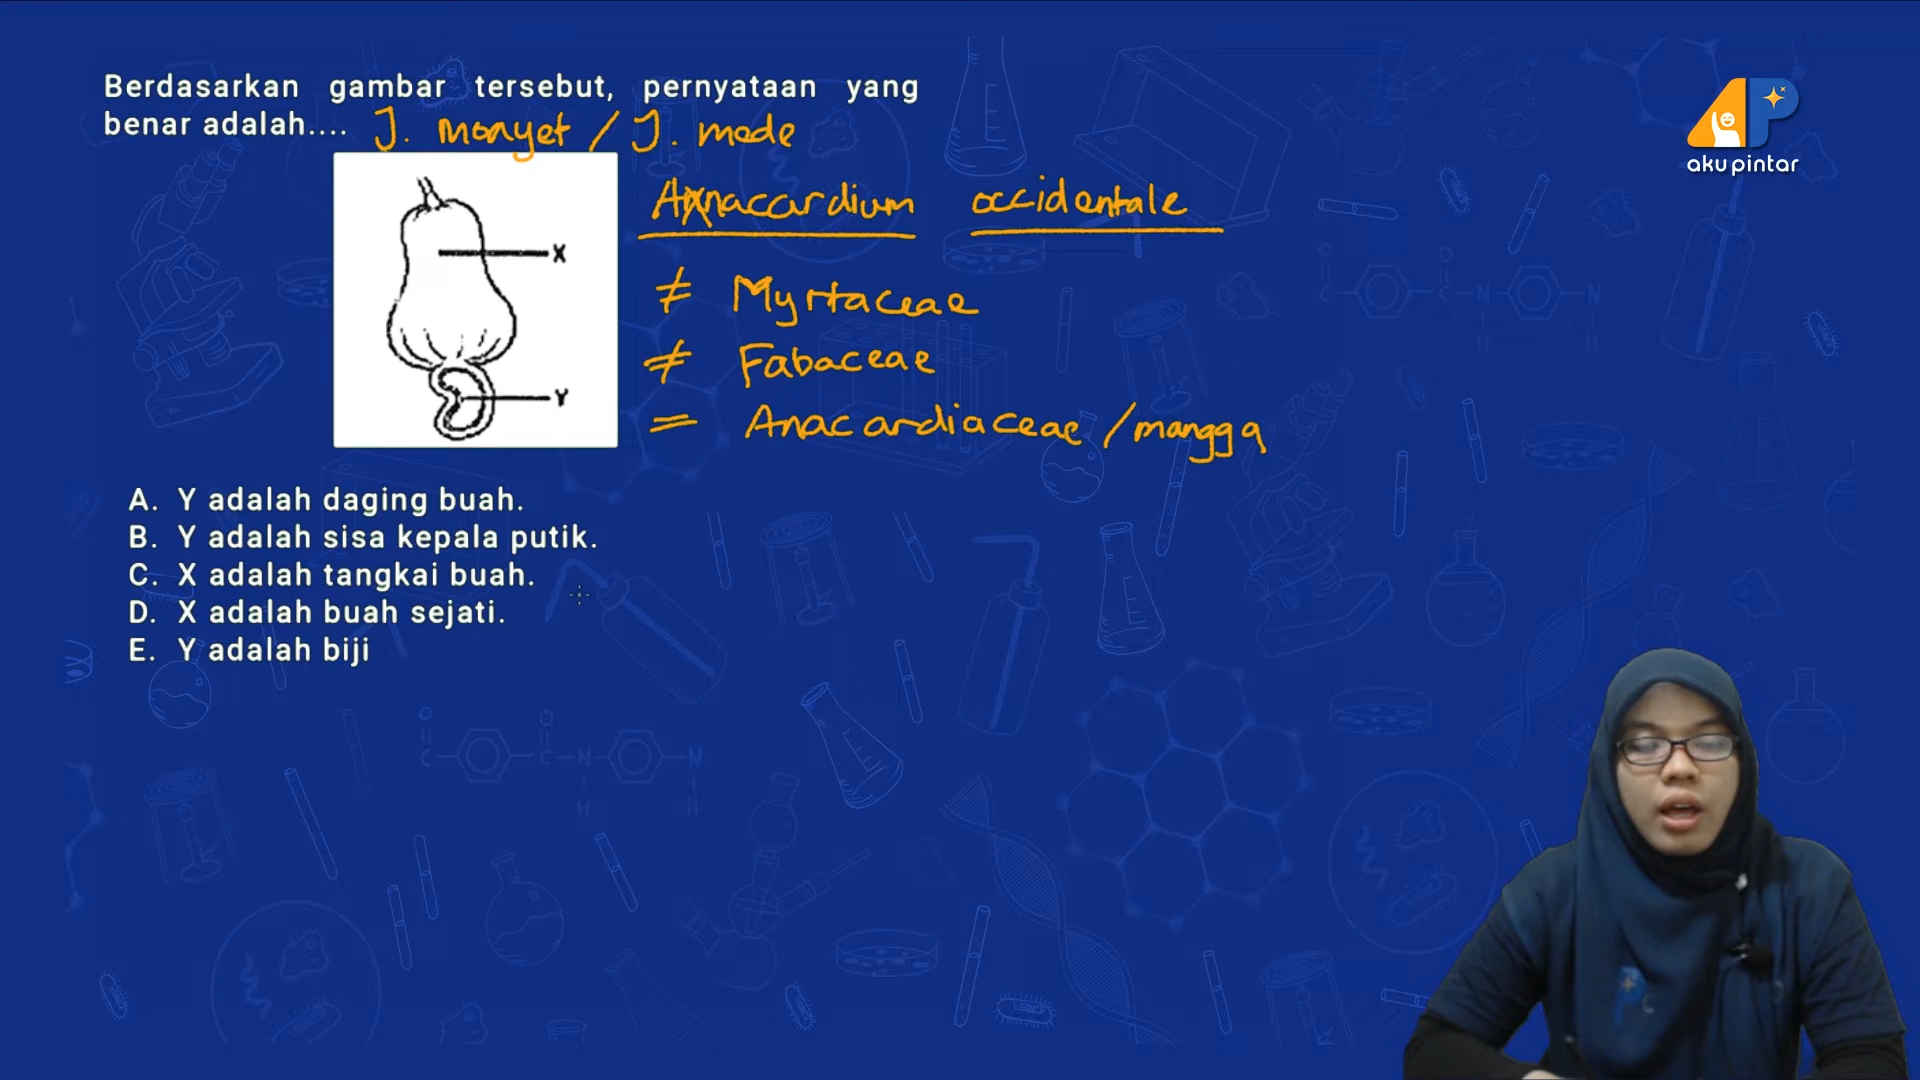 Berdasarkan gambar tersebut, pernyataan yang
benar adalah....
J. monyet / J. mede
Anacardium occidentale
≠ Myrtaceae
≠ Fabaceae
= Anacardiaceae / mangga
X
Y
A. Y adalah daging buah.
B. Y adalah sisa kepala putik.
C. X adalah tangkai buah.
D. X adalah buah sejati.
E. Y adalah biji
aku pintar